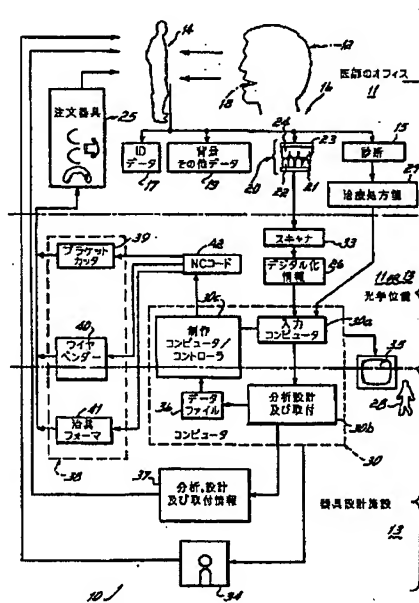 14
12
医師のオフィス
11
注文器具
25
18
16
24
23
20
22
21
IDデータ
17
背景その他データ
19
診断
15
治療処方箋
27
スキャナ
33
デジタル化情報
26
ブラケットカッタ
39
NCコード
42
30c
制作コンピュータ/コントローラ
入力コンピュータ
30a
35
28
ワイヤベンダー
40
データファイル
36
分析設計及び取付
30b
コンピュータ
30
治具フォーマ
41
38
分析,設計及び取付情報
37
器具設計施設
13
34
10